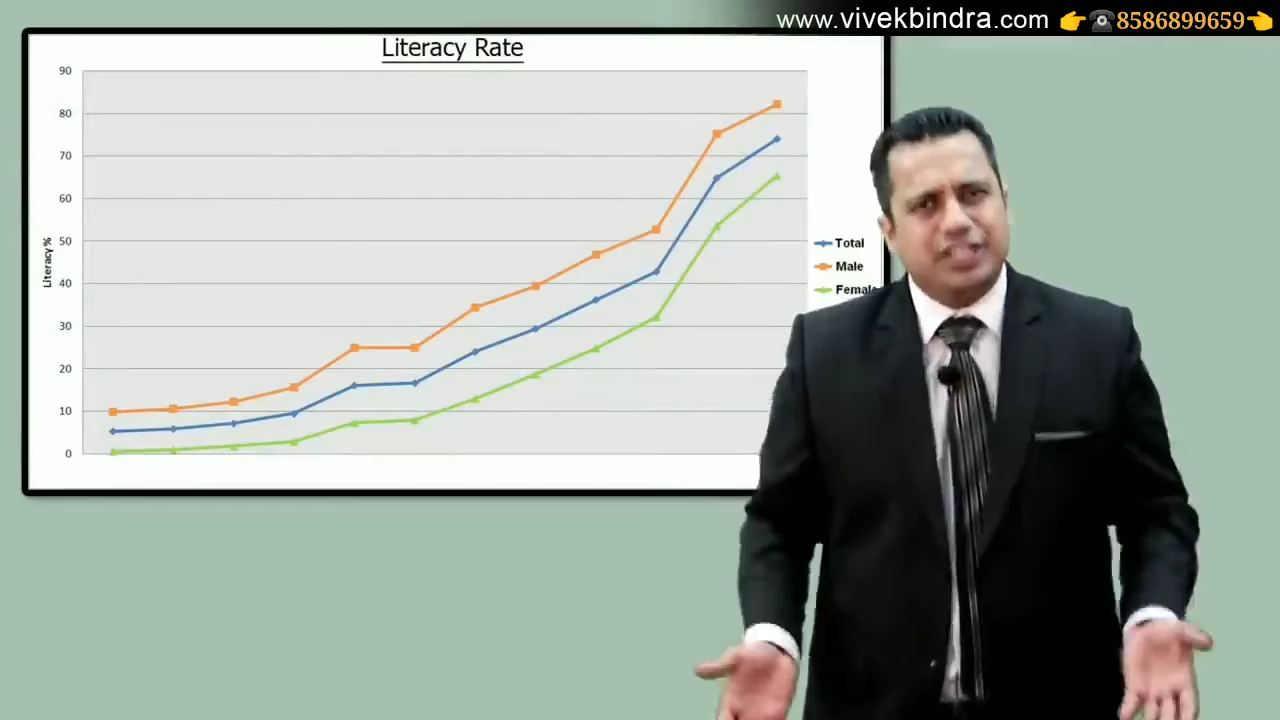 www.vivekbindra.com 👉☎8586899659👈
Literacy Rate
90
80
70
60
50
40
30
20
10
0
Literacy%
Total
Male
Female